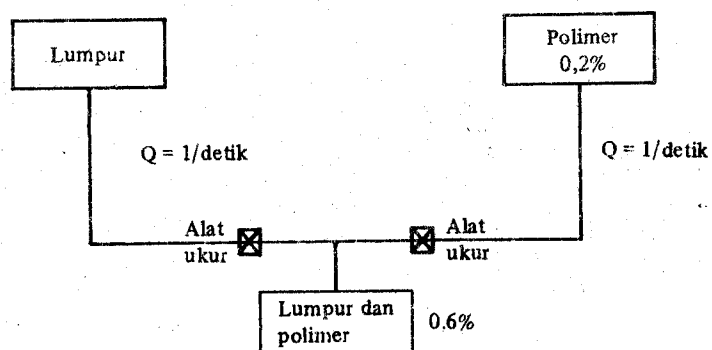 Lumpur
Polimer
0,2%
Q = 1/detik
Q = 1/detik
Alat
ukur
Alat
ukur
Lumpur dan
polimer
0.6%